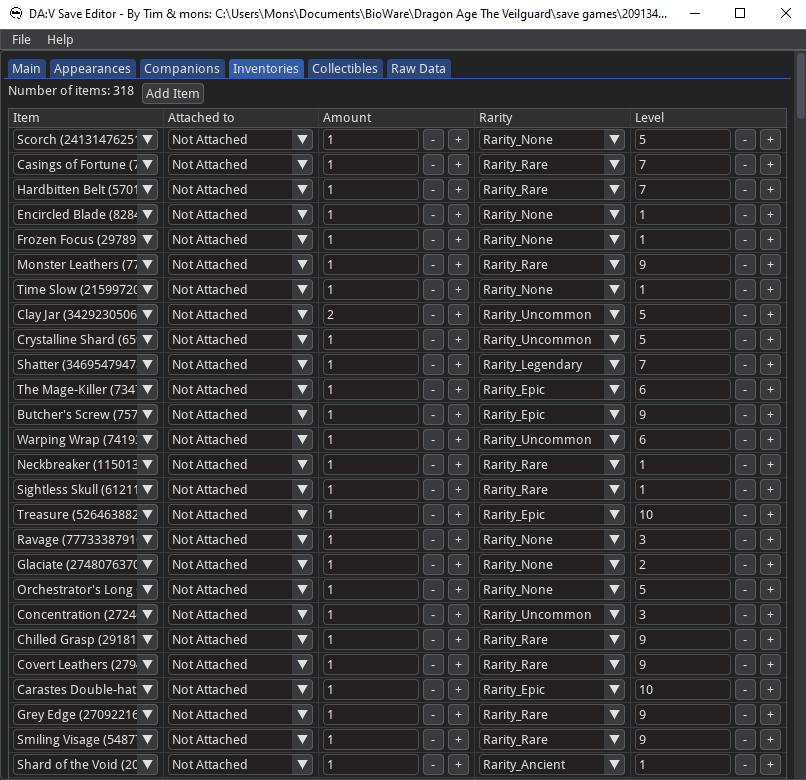 DA:V Save Editor - By Tim & mons: C:\Users\Mons\Documents\BioWare\Dragon Age The Veilguard\save games\209134...
File Help
Main Appearances Companions Inventories Collectibles Raw Data
Number of items: 318 Add Item
Item Attached to Amount Rarity Level
Scorch (2413147625 Not Attached 1 - + Rarity_None 5 - +
Casings of Fortune (7 Not Attached 1 - + Rarity_Rare 7 - +
Hardbitten Belt (5701 Not Attached 1 - + Rarity_Rare 7 - +
Encircled Blade (828 Not Attached 1 - + Rarity_None 1 - +
Frozen Focus (29789 Not Attached 1 - + Rarity_None 1 - +
Monster Leathers (77 Not Attached 1 - + Rarity_Rare 9 - +
Time Slow (21599720 Not Attached 1 - + Rarity_None 1 - +
Clay Jar (3429230506 Not Attached 2 - + Rarity_Uncommon 5 - +
Crystalline Shard (65 Not Attached 1 - + Rarity_Uncommon 5 - +
Shatter (3469547947 Not Attached 1 - + Rarity_Legendary 7 - +
The Mage-Killer (734 Not Attached 1 - + Rarity_Epic 6 - +
Butcher's Screw (757 Not Attached 1 - + Rarity_Epic 9 - +
Warping Wrap (7419 Not Attached 1 - + Rarity_Uncommon 6 - +
Neckbreaker (115013 Not Attached 1 - + Rarity_Rare 1 - +
Sightless Skull (6121 Not Attached 1 - + Rarity_Rare 1 - +
Treasure (526463882 Not Attached 1 - + Rarity_Epic 10 - +
Ravage (7773338791 Not Attached 1 - + Rarity_None 3 - +
Glaciate (2748076370 Not Attached 1 - + Rarity_None 2 - +
Orchestrator's Long Not Attached 1 - + Rarity_None 5 - +
Concentration (2724 Not Attached 1 - + Rarity_Uncommon 3 - +
Chilled Grasp (29181 Not Attached 1 - + Rarity_Rare 9 - +
Covert Leathers (279 Not Attached 1 - + Rarity_Rare 9 - +
Carastes Double-hat Not Attached 1 - + Rarity_Epic 10 - +
Grey Edge (27092216 Not Attached 1 - + Rarity_Rare 9 - +
Smiling Visage (5487 Not Attached 1 - + Rarity_Rare 9 - +
Shard of the Void (20 Not Attached 1 - + Rarity_Ancient 1 - +